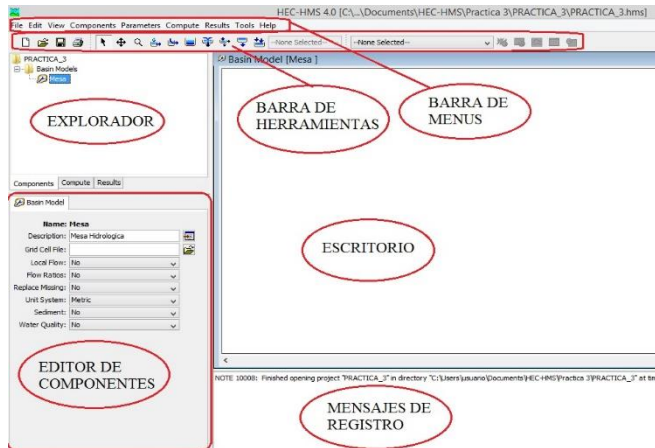 HEC-HMS 4.0 [C:\...\Documents\HEC-HMS\Practica 3\PRACTICA_3\PRACTICA_3.hms]
File Edit View Components Parameters Compute Results Tools Help
--None Selected-- --None Selected--
PRACTICA_3
Basin Models
Mesa
Basin Model [Mesa ]
EXPLORADOR
BARRA DE
HERRAMIENTAS
BARRA DE
MENUS
Components Compute Results
Basin Model
Name: Mesa
Description: Mesa Hidrologica
Grid Cell File:
Local Flow: No
Flow Ratios: No
Replace Missing: No
Unit System: Metric
Sediment: No
Water Quality: No
ESCRITORIO
EDITOR DE
COMPONENTES
NOTE 10008: Finished opening project "PRACTICA_3" in directory "C:\Users\usuario\Documents\HEC-HMS\Practica 3\PRACTICA_3" at tim
MENSAJES DE
REGISTRO